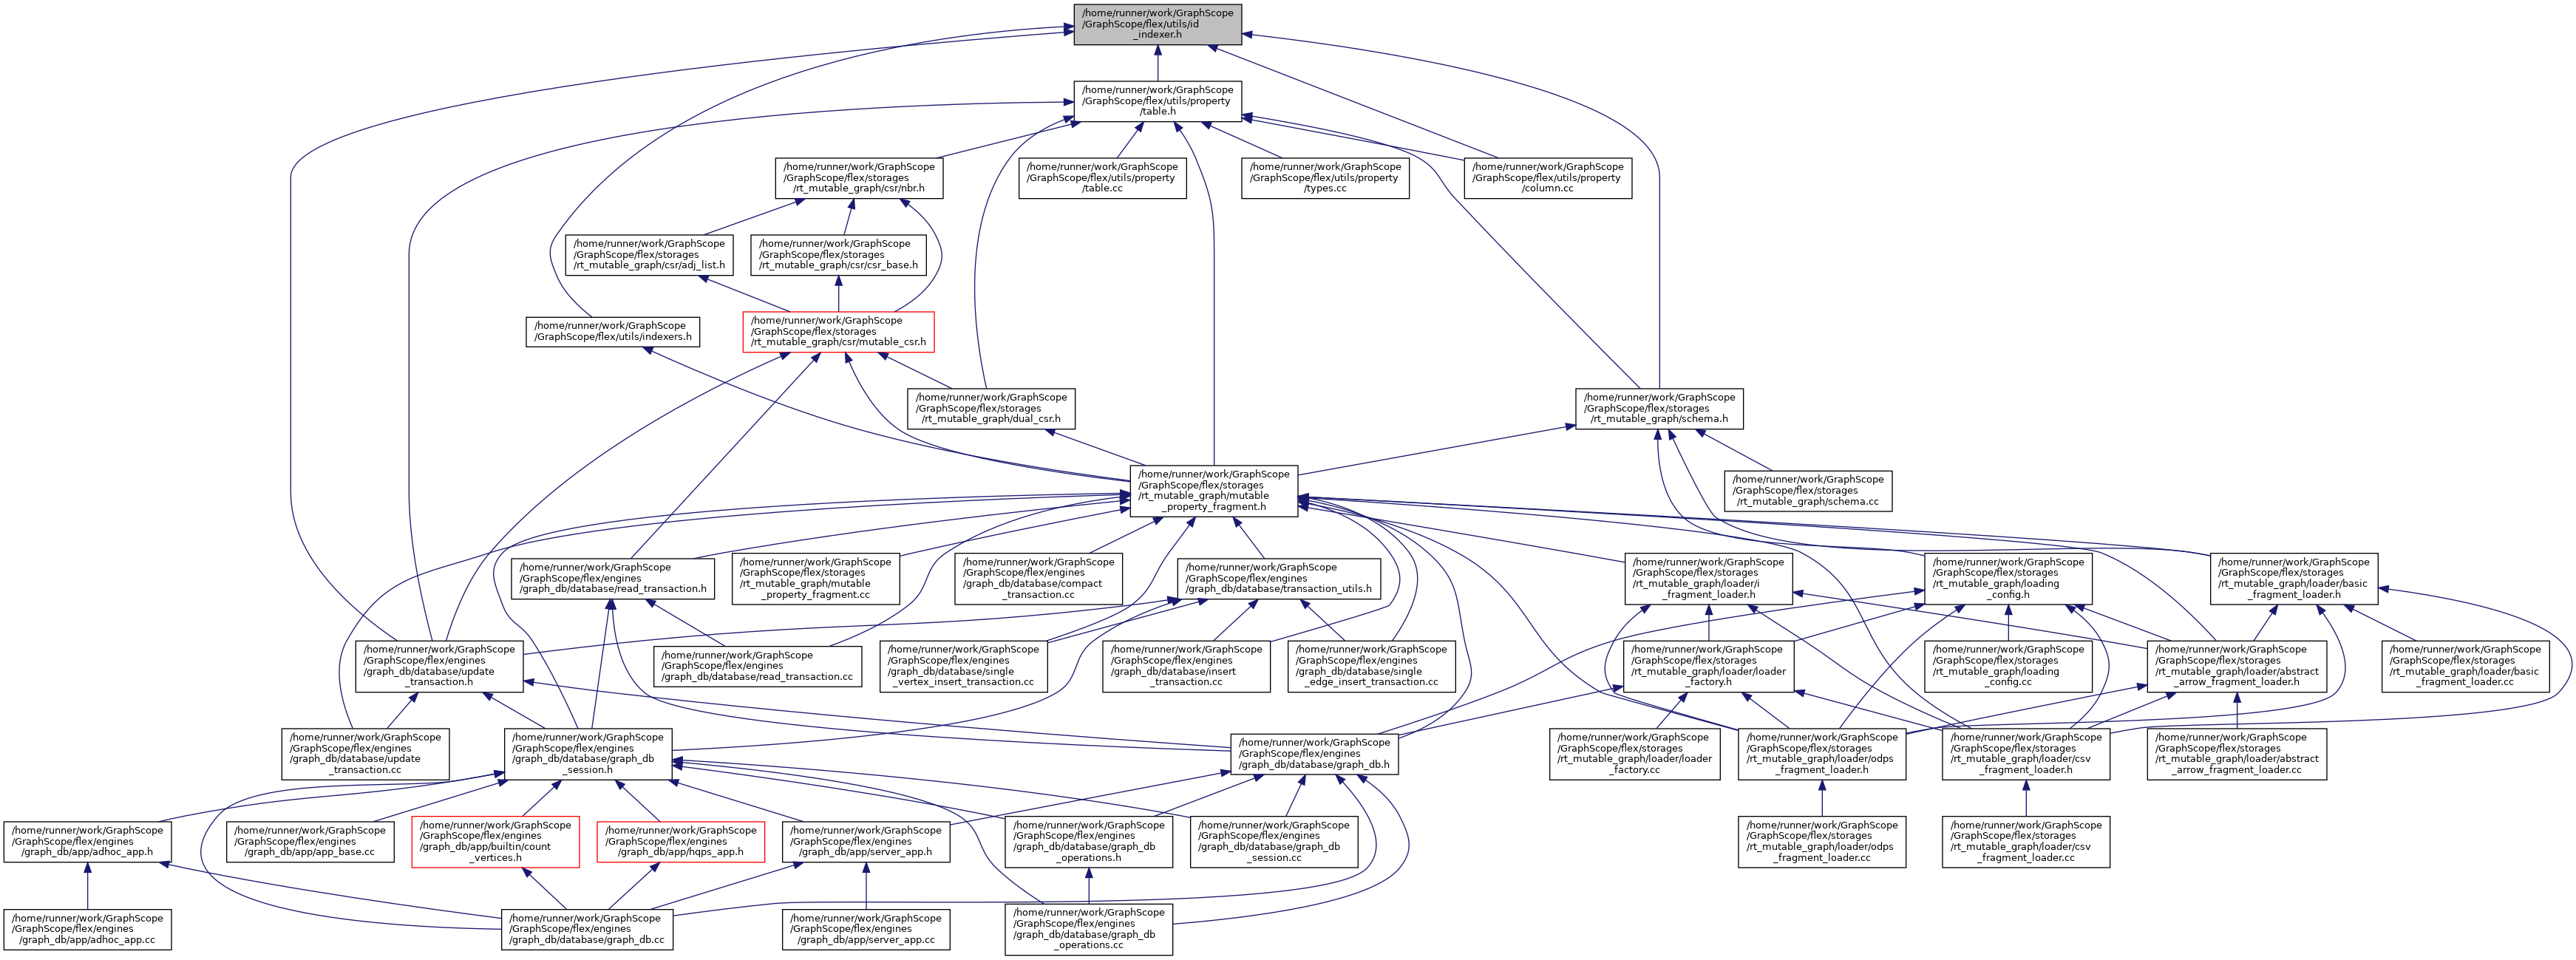 /home/runner/work/GraphScope
/GraphScope/flex/utils/id
_indexer.h
/home/runner/work/GraphScope
/GraphScope/flex/utils/property
/table.h
/home/runner/work/GraphScope
/GraphScope/flex/storages
/rt_mutable_graph/csr/nbr.h
/home/runner/work/GraphScope
/GraphScope/flex/utils/property
/table.cc
/home/runner/work/GraphScope
/GraphScope/flex/utils/property
/types.cc
/home/runner/work/GraphScope
/GraphScope/flex/utils/property
/column.cc
/home/runner/work/GraphScope
/GraphScope/flex/storages
/rt_mutable_graph/csr/adj_list.h
/home/runner/work/GraphScope
/GraphScope/flex/storages
/rt_mutable_graph/csr/csr_base.h
/home/runner/work/GraphScope
/GraphScope/flex/utils/indexers.h
/home/runner/work/GraphScope
/GraphScope/flex/storages
/rt_mutable_graph/csr/mutable_csr.h
/home/runner/work/GraphScope
/GraphScope/flex/storages
/rt_mutable_graph/dual_csr.h
/home/runner/work/GraphScope
/GraphScope/flex/storages
/rt_mutable_graph/schema.h
/home/runner/work/GraphScope
/GraphScope/flex/storages
/rt_mutable_graph/mutable
_property_fragment.h
/home/runner/work/GraphScope
/GraphScope/flex/storages
/rt_mutable_graph/schema.cc
/home/runner/work/GraphScope
/GraphScope/flex/engines
/graph_db/database/read_transaction.h
/home/runner/work/GraphScope
/GraphScope/flex/storages
/rt_mutable_graph/mutable
_property_fragment.cc
/home/runner/work/GraphScope
/GraphScope/flex/engines
/graph_db/database/compact
_transaction.cc
/home/runner/work/GraphScope
/GraphScope/flex/engines
/graph_db/database/transaction_utils.h
/home/runner/work/GraphScope
/GraphScope/flex/storages
/rt_mutable_graph/loader/i
_fragment_loader.h
/home/runner/work/GraphScope
/GraphScope/flex/storages
/rt_mutable_graph/loading
_config.h
/home/runner/work/GraphScope
/GraphScope/flex/storages
/rt_mutable_graph/loader/basic
_fragment_loader.h
/home/runner/work/GraphScope
/GraphScope/flex/engines
/graph_db/database/update
_transaction.h
/home/runner/work/GraphScope
/GraphScope/flex/engines
/graph_db/database/read_transaction.cc
/home/runner/work/GraphScope
/GraphScope/flex/engines
/graph_db/database/single
_vertex_insert_transaction.cc
/home/runner/work/GraphScope
/GraphScope/flex/engines
/graph_db/database/insert
_transaction.cc
/home/runner/work/GraphScope
/GraphScope/flex/engines
/graph_db/database/single
_edge_insert_transaction.cc
/home/runner/work/GraphScope
/GraphScope/flex/storages
/rt_mutable_graph/loader/loader
_factory.h
/home/runner/work/GraphScope
/GraphScope/flex/storages
/rt_mutable_graph/loading
_config.cc
/home/runner/work/GraphScope
/GraphScope/flex/storages
/rt_mutable_graph/loader/abstract
_arrow_fragment_loader.h
/home/runner/work/GraphScope
/GraphScope/flex/storages
/rt_mutable_graph/loader/basic
_fragment_loader.cc
/home/runner/work/GraphScope
/GraphScope/flex/engines
/graph_db/database/update
_transaction.cc
/home/runner/work/GraphScope
/GraphScope/flex/engines
/graph_db/database/graph_db
_session.h
/home/runner/work/GraphScope
/GraphScope/flex/engines
/graph_db/database/graph_db.h
/home/runner/work/GraphScope
/GraphScope/flex/storages
/rt_mutable_graph/loader/loader
_factory.cc
/home/runner/work/GraphScope
/GraphScope/flex/storages
/rt_mutable_graph/loader/odps
_fragment_loader.h
/home/runner/work/GraphScope
/GraphScope/flex/storages
/rt_mutable_graph/loader/csv
_fragment_loader.h
/home/runner/work/GraphScope
/GraphScope/flex/storages
/rt_mutable_graph/loader/abstract
_arrow_fragment_loader.cc
/home/runner/work/GraphScope
/GraphScope/flex/engines
/graph_db/app/adhoc_app.h
/home/runner/work/GraphScope
/GraphScope/flex/engines
/graph_db/app/app_base.cc
/home/runner/work/GraphScope
/GraphScope/flex/engines
/graph_db/app/builtin/count
_vertices.h
/home/runner/work/GraphScope
/GraphScope/flex/engines
/graph_db/app/hqps_app.h
/home/runner/work/GraphScope
/GraphScope/flex/engines
/graph_db/app/server_app.h
/home/runner/work/GraphScope
/GraphScope/flex/engines
/graph_db/database/graph_db
_operations.h
/home/runner/work/GraphScope
/GraphScope/flex/engines
/graph_db/database/graph_db
_session.cc
/home/runner/work/GraphScope
/GraphScope/flex/storages
/rt_mutable_graph/loader/odps
_fragment_loader.cc
/home/runner/work/GraphScope
/GraphScope/flex/storages
/rt_mutable_graph/loader/csv
_fragment_loader.cc
/home/runner/work/GraphScope
/GraphScope/flex/engines
/graph_db/app/adhoc_app.cc
/home/runner/work/GraphScope
/GraphScope/flex/engines
/graph_db/database/graph_db.cc
/home/runner/work/GraphScope
/GraphScope/flex/engines
/graph_db/app/server_app.cc
/home/runner/work/GraphScope
/GraphScope/flex/engines
/graph_db/database/graph_db
_operations.cc